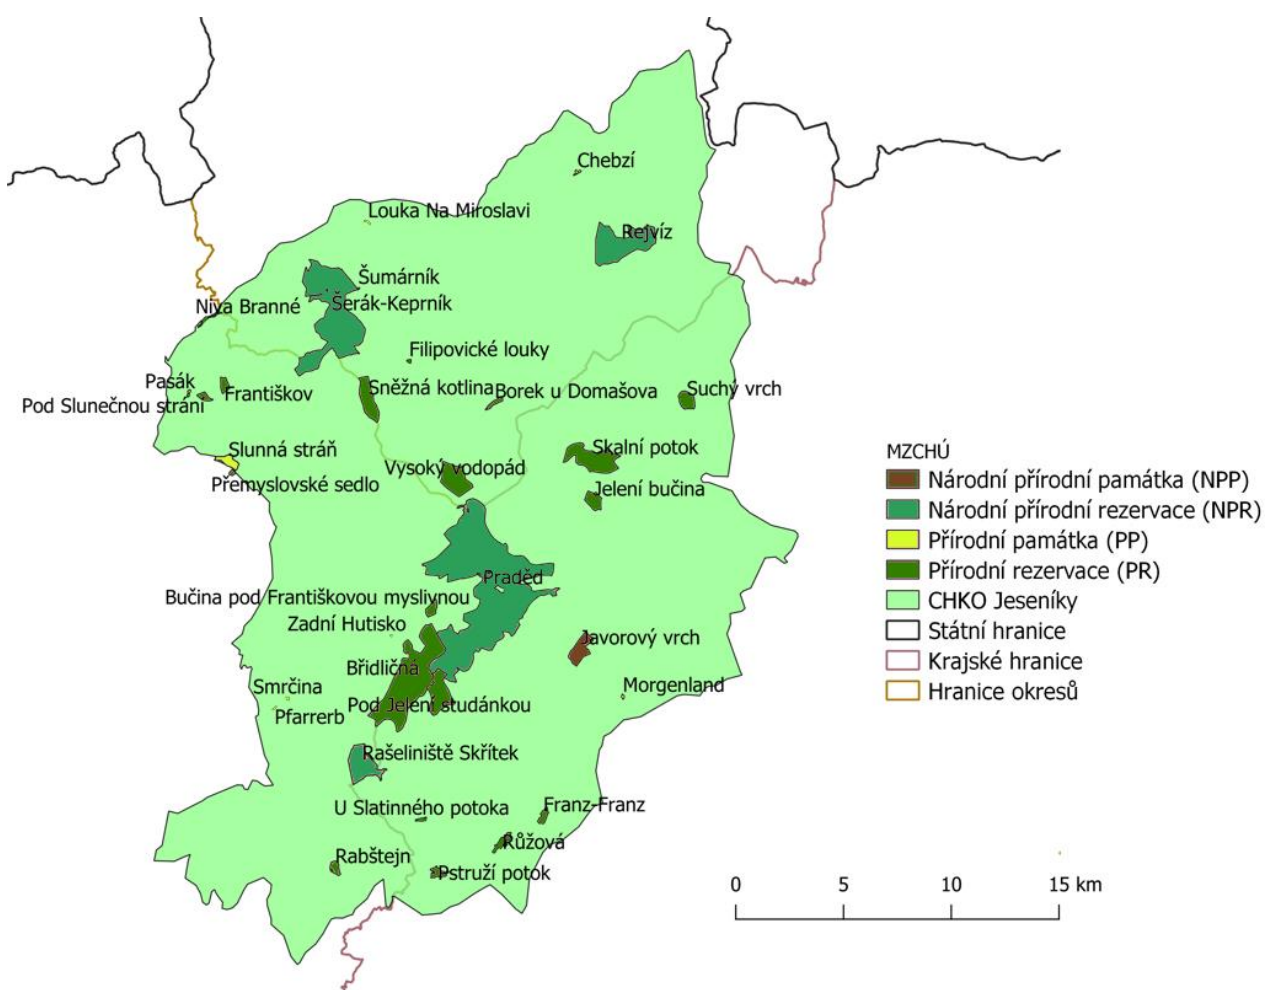 Chebzí
Louka Na Miroslavi
Rejvíz
Šumárník
Šerák-Keprník
Niva Branné
Filipovické louky
Pasák
Františkov
Sněžná kotlina
Borek u Domašova
Suchý vrch
Pod Slunečnou strání
Slunná stráň
Skalní potok
Vysoký vodopád
Přemyslovské sedlo
Jelení bučina
Praděd
Bučina pod Františkovou myslivnou
Zadní Hutisko
Javorový vrch
Břidličná
Smrčina
Morgenland
Pod Jelení studánkou
Pfarrerb
Rašeliniště Skřítek
U Slatinného potoka
Franz-Franz
Růžová
Rabštejn
Pstruží potok
MZCHÚ
Národní přírodní památka (NPP)
Národní přírodní rezervace (NPR)
Přírodní památka (PP)
Přírodní rezervace (PR)
CHKO Jeseníky
Státní hranice
Krajské hranice
Hranice okresů
0 5 10 15 km